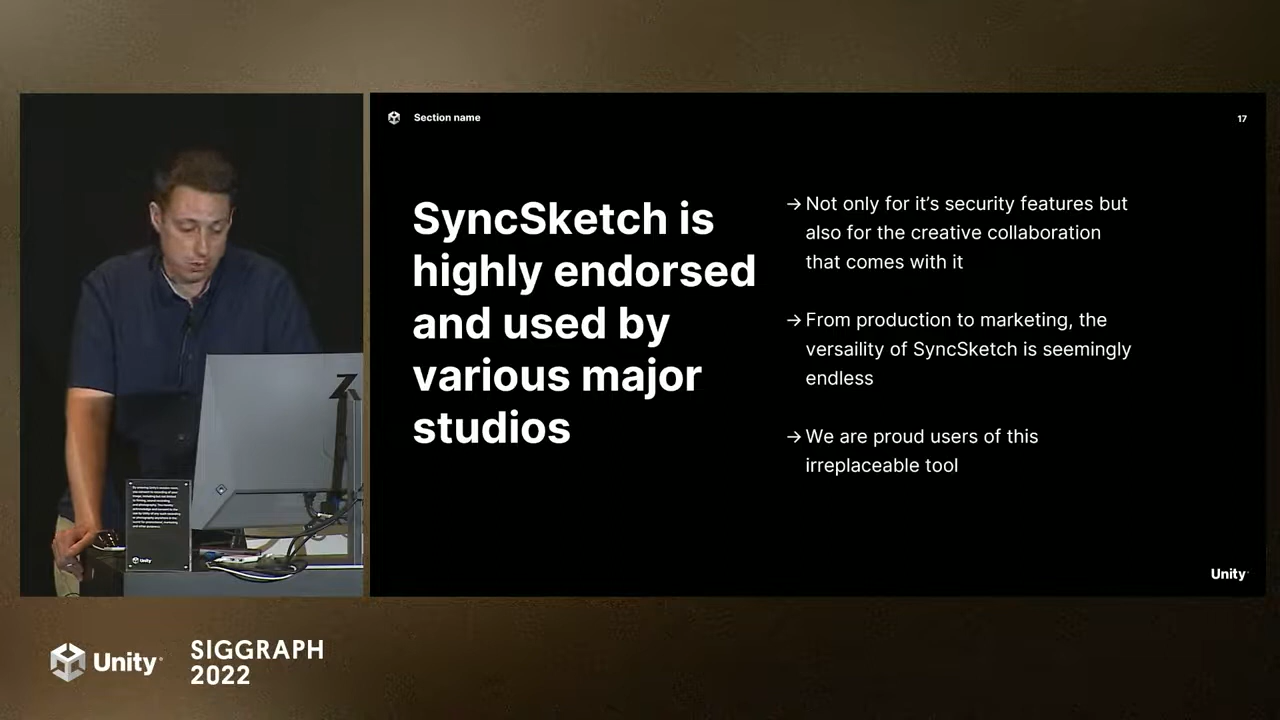 Section name
17
SyncSketch is
highly endorsed
and used by
various major
studios
→ Not only for it’s security features but
also for the creative collaboration
that comes with it
→ From production to marketing, the
versaility of SyncSketch is seemingly
endless
→ We are proud users of this
irreplaceable tool
Unity
Unity
Unity
SIGGRAPH
2022